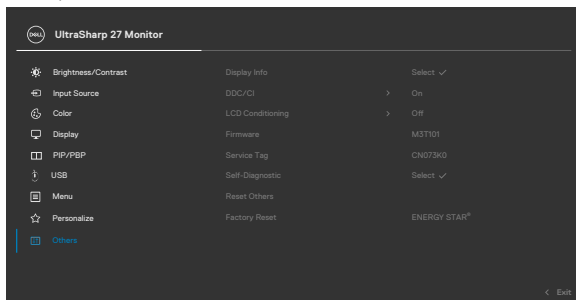 DELL UltraSharp 27 Monitor
Brightness/Contrast Display Info Select ✓
Input Source DDC/CI > On
Color LCD Conditioning > Off
Display Firmware M3T101
PIP/PBP Service Tag CN073K0
USB Self-Diagnostic Select ✓
Menu Reset Others
Personalize Factory Reset ENERGY STAR®
Others
< Exit